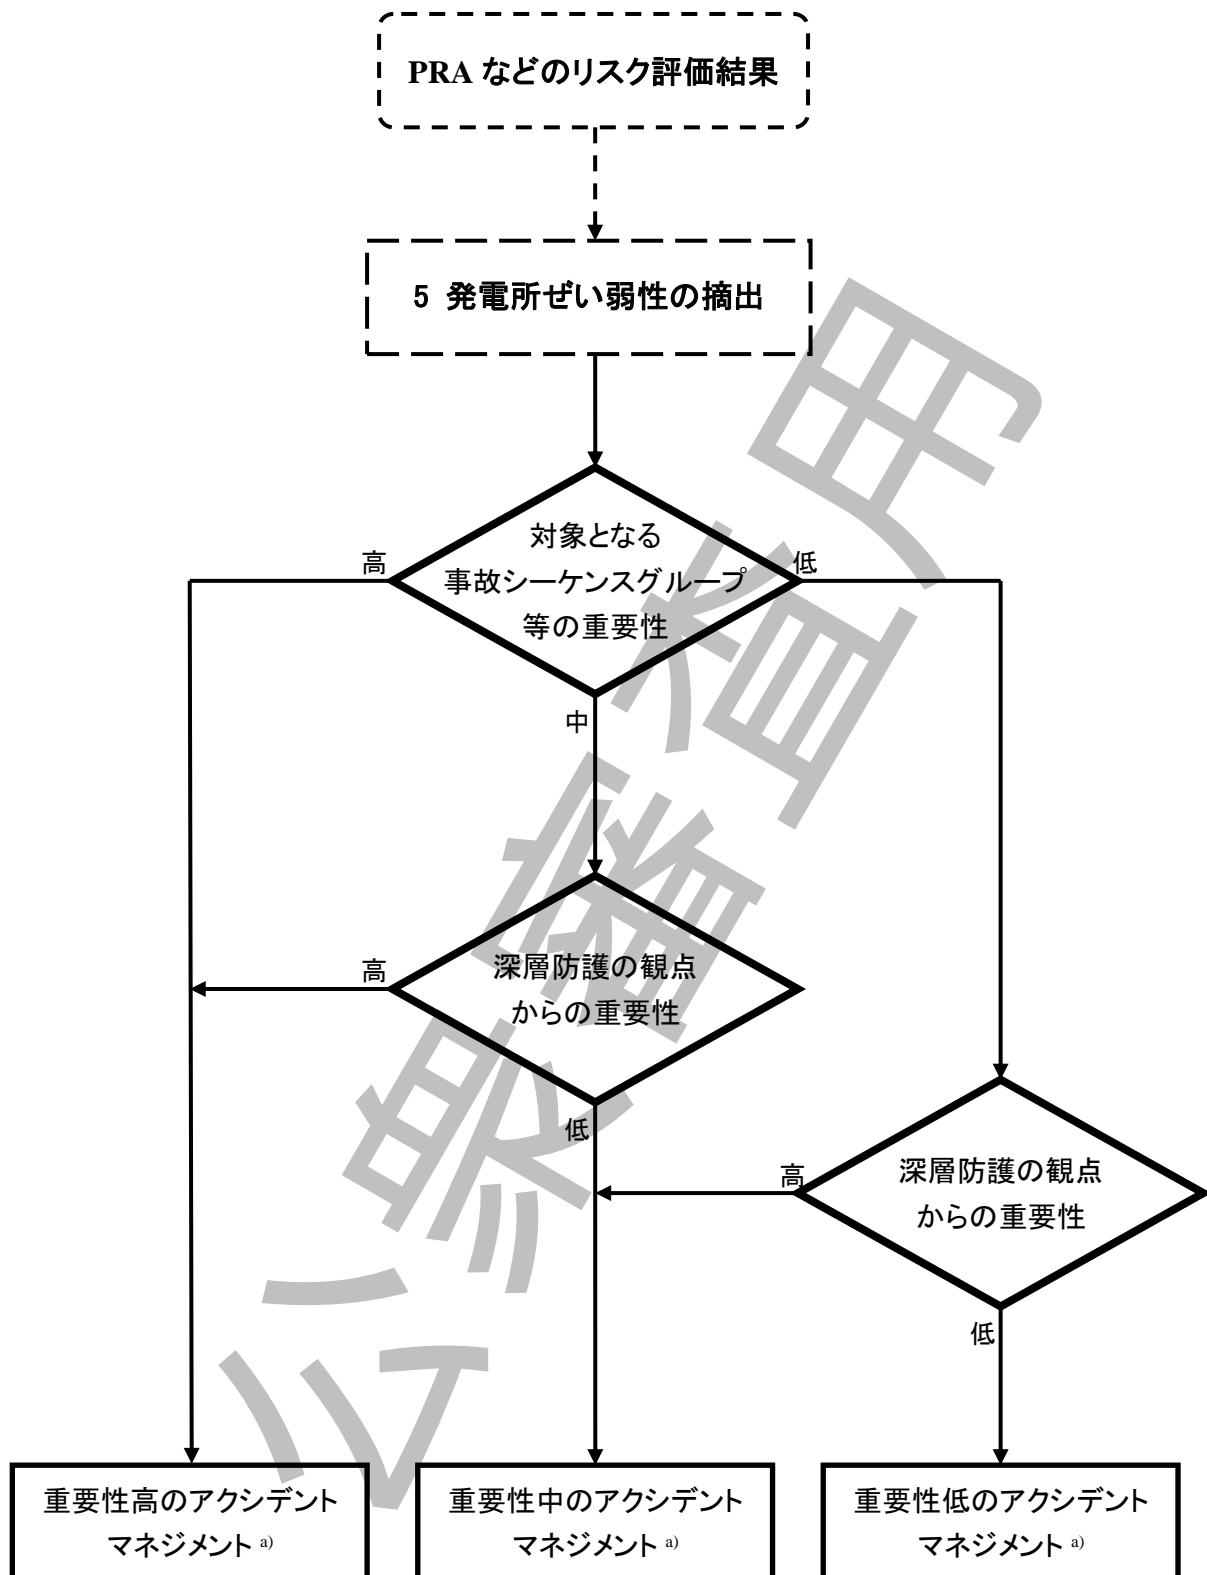 PRA などのリスク評価結果
5 発電所ぜい弱性の摘出
対象となる
事故シーケンスグループ
等の重要性
高
低
中
深層防護の観点
からの重要性
高
低
深層防護の観点
からの重要性
高
低
重要性高のアクシデント
マネジメント a)
重要性中のアクシデント
マネジメント a)
重要性低のアクシデント
マネジメント a)
公衆審査用